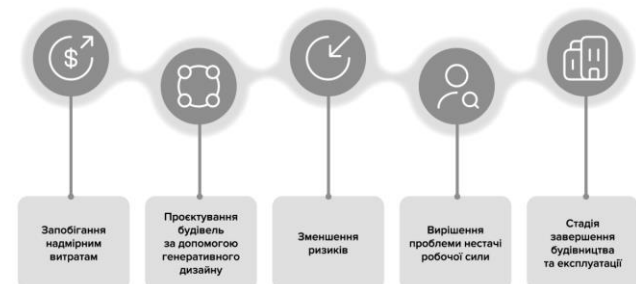 $
Запобігання
надмірним
витратам
Проєктування
будівель
за допомогою
генеративного
дизайну
Зменшення
ризиків
Вирішення
проблеми нестачі
робочої сили
Стадія
завершення
будівництва
та експлуатації